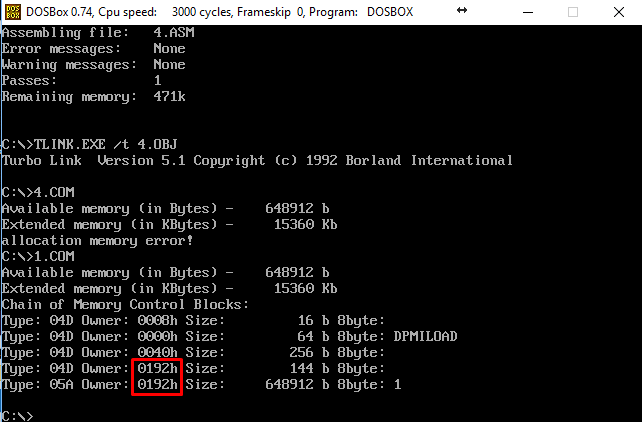 DOS
BOX
DOSBox 0.74, Cpu speed: 3000 cycles, Frameskip 0, Program: DOSBOX
Assembling file: 4.ASM
Error messages: None
Warning messages: None
Passes: 1
Remaining memory: 471k
C:\>TLINK.EXE /t 4.OBJ
Turbo Link Version 5.1 Copyright (c) 1992 Borland International
C:\>4.COM
Available memory (in Bytes) - 648912 b
Extended memory (in KBytes) - 15360 Kb
allocation memory error!
C:\>1.COM
Available memory (in Bytes) - 648912 b
Extended memory (in KBytes) - 15360 Kb
Chain of Memory Control Blocks:
Type: 04D Owner: 0008h Size: 16 b 8byte:
Type: 04D Owner: 0000h Size: 64 b 8byte: DPMILOAD
Type: 04D Owner: 0040h Size: 256 b 8byte:
Type: 04D Owner: 0192h Size: 144 b 8byte:
Type: 05A Owner: 0192h Size: 648912 b 8byte: 1
C:\>